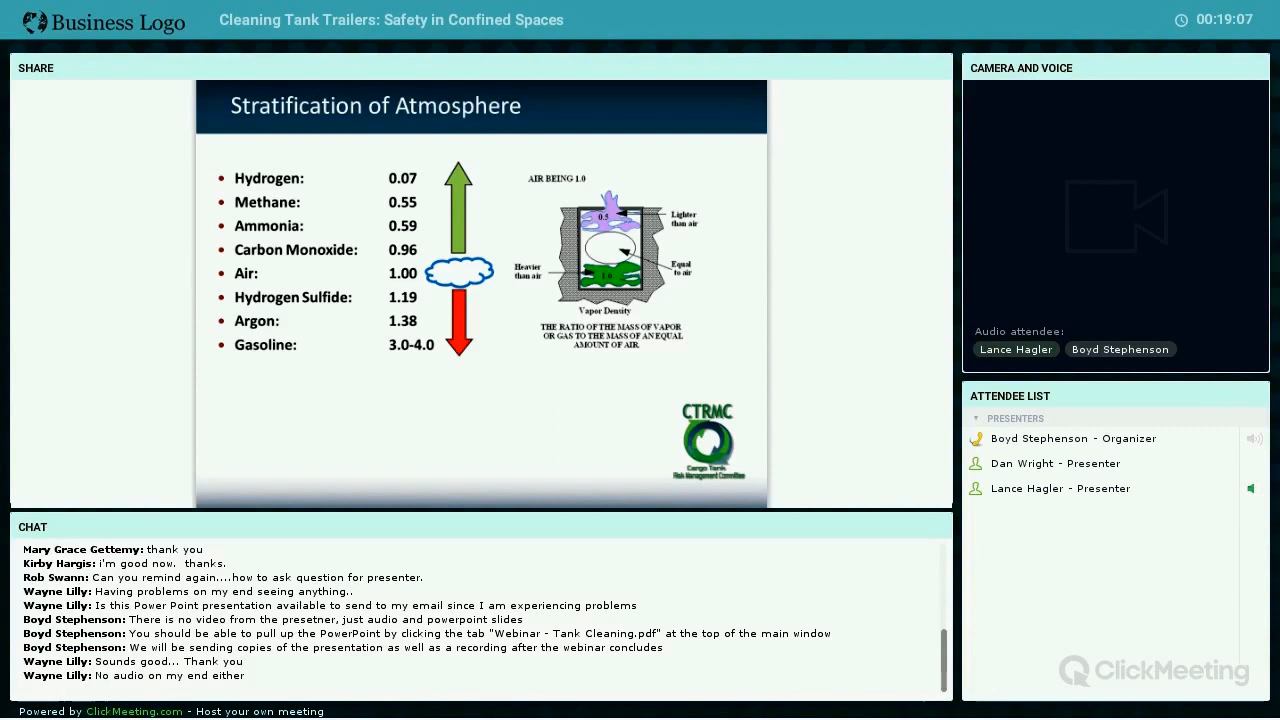 Business Logo
Cleaning Tank Trailers: Safety in Confined Spaces
00:19:07
SHARE
Stratification of Atmosphere
Hydrogen: 0.07
Methane: 0.55
Ammonia: 0.59
Carbon Monoxide: 0.96
Air: 1.00
Hydrogen Sulfide: 1.19
Argon: 1.38
Gasoline: 3.0-4.0
AIR BEING 1.0
0.5
Lighter
than air
Heavier
than air
Equal
to air
1.0
Vapor Density
THE RATIO OF THE MASS OF VAPOR
OR GAS TO THE MASS OF AN EQUAL
AMOUNT OF AIR
CTRMC
Cargo Tank
Risk Management Committee
CAMERA AND VOICE
Audio attendee:
Lance Hagler Boyd Stephenson
ATTENDEE LIST
PRESENTERS
Boyd Stephenson - Organizer
Dan Wright - Presenter
Lance Hagler - Presenter
ClickMeeting
CHAT
Mary Grace Gettemy: thank you
Kirby Hargis: i'm good now. thanks.
Rob Swann: Can you remind again....how to ask question for presenter.
Wayne Lilly: Having problems on my end seeing anything..
Wayne Lilly: Is this Power Point presentation available to send to my email since I am experiencing problems
Boyd Stephenson: There is no video from the presetner, just audio and powerpoint slides
Boyd Stephenson: You should be able to pull up the PowerPoint by clicking the tab "Webinar - Tank Cleaning.pdf" at the top of the main window
Boyd Stephenson: We will be sending copies of the presentation as well as a recording after the webinar concludes
Wayne Lilly: Sounds good... Thank you
Wayne Lilly: No audio on my end either
Powered by ClickMeeting.com - Host your own meeting